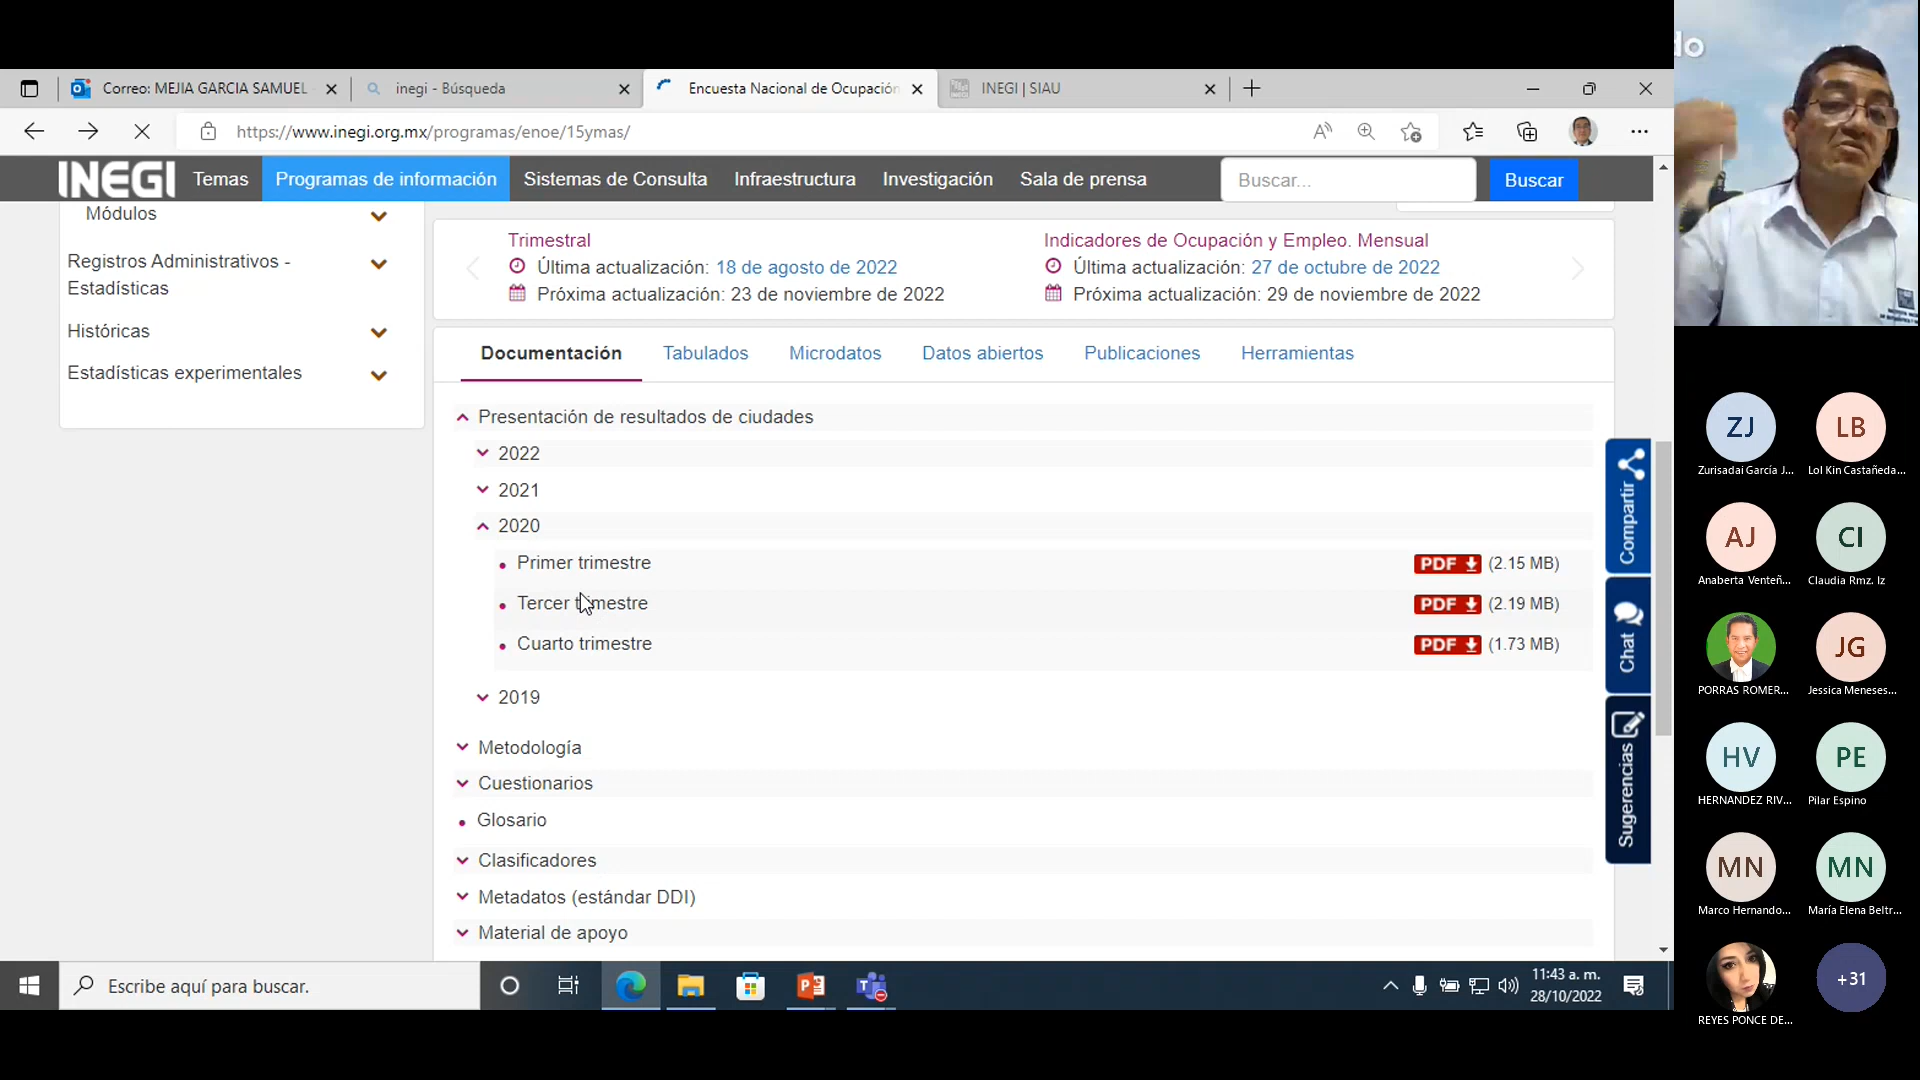 Correo: MEJIA GARCIA SAMUEL
inegi - Búsqueda
Encuesta Nacional de Ocupación
INEGI | SIAU
https://www.inegi.org.mx/programas/enoe/15ymas/
INEGI
Temas
Programas de información
Sistemas de Consulta
Infraestructura
Investigación
Sala de prensa
Buscar...
Buscar
Módulos
Registros Administrativos -
Estadísticas
Históricas
Estadísticas experimentales
Trimestral
Última actualización: 18 de agosto de 2022
Próxima actualización: 23 de noviembre de 2022
Indicadores de Ocupación y Empleo. Mensual
Última actualización: 27 de octubre de 2022
Próxima actualización: 29 de noviembre de 2022
Documentación
Tabulados
Microdatos
Datos abiertos
Publicaciones
Herramientas
Presentación de resultados de ciudades
2022
2021
2020
Primer trimestre PDF (2.15 MB)
Tercer trimestre PDF (2.19 MB)
Cuarto trimestre PDF (1.73 MB)
2019
Metodología
Cuestionarios
Glosario
Clasificadores
Metadatos (estándar DDI)
Material de apoyo
Compartir
Chat
Sugerencias
Escribe aquí para buscar.
11:43 a. m.
28/10/2022
do
ZJ
Zurisadai García J...
LB
Lol Kin Castañeda...
AJ
Anaberta Venteñ...
CI
Claudia Rmz. Iz
PORRAS ROMER...
JG
Jessica Meneses...
HV
HERNANDEZ RIV...
PE
Pilar Espino
MN
Marco Hernando...
MN
María Elena Beltr...
REYES PONCE DE...
+31